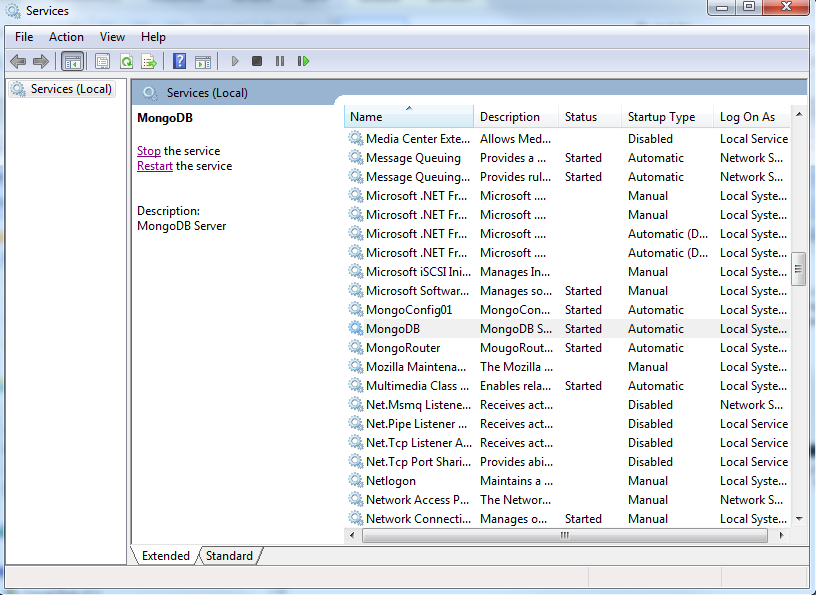 Services
File Action View Help
Services (Local)
Services (Local)
MongoDB
Stop the service
Restart the service
Description:
MongoDB Server
Name Description Status Startup Type Log On As
Media Center Exte... Allows Med... Disabled Local Service
Message Queuing Provides a ... Started Automatic Network S...
Message Queuing... Provides rul... Started Automatic Network S...
Microsoft .NET Fr... Microsoft .... Manual Local Syste...
Microsoft .NET Fr... Microsoft .... Manual Local Syste...
Microsoft .NET Fr... Microsoft .... Automatic (D... Local Syste...
Microsoft .NET Fr... Microsoft .... Automatic (D... Local Syste...
Microsoft iSCSI Ini... Manages In... Manual Local Syste...
Microsoft Softwar... Manages so... Started Manual Local Syste...
MongoConfig01 MongoCon... Started Automatic Local Syste...
MongoDB MongoDB S... Started Automatic Local Syste...
MongoRouter MougoRout... Started Automatic Local Syste...
Mozilla Maintena... The Mozilla ... Manual Local Syste...
Multimedia Class ... Enables rela... Started Automatic Local Syste...
Net.Msmq Listene... Receives act... Disabled Network S...
Net.Pipe Listener ... Receives act... Disabled Local Service
Net.Tcp Listener A... Receives act... Disabled Local Service
Net.Tcp Port Shari... Provides abi... Disabled Local Service
Netlogon Maintains a ... Manual Local Syste...
Network Access P... The Networ... Manual Network S...
Network Connecti... Manages o... Started Manual Local Syste...
Extended Standard